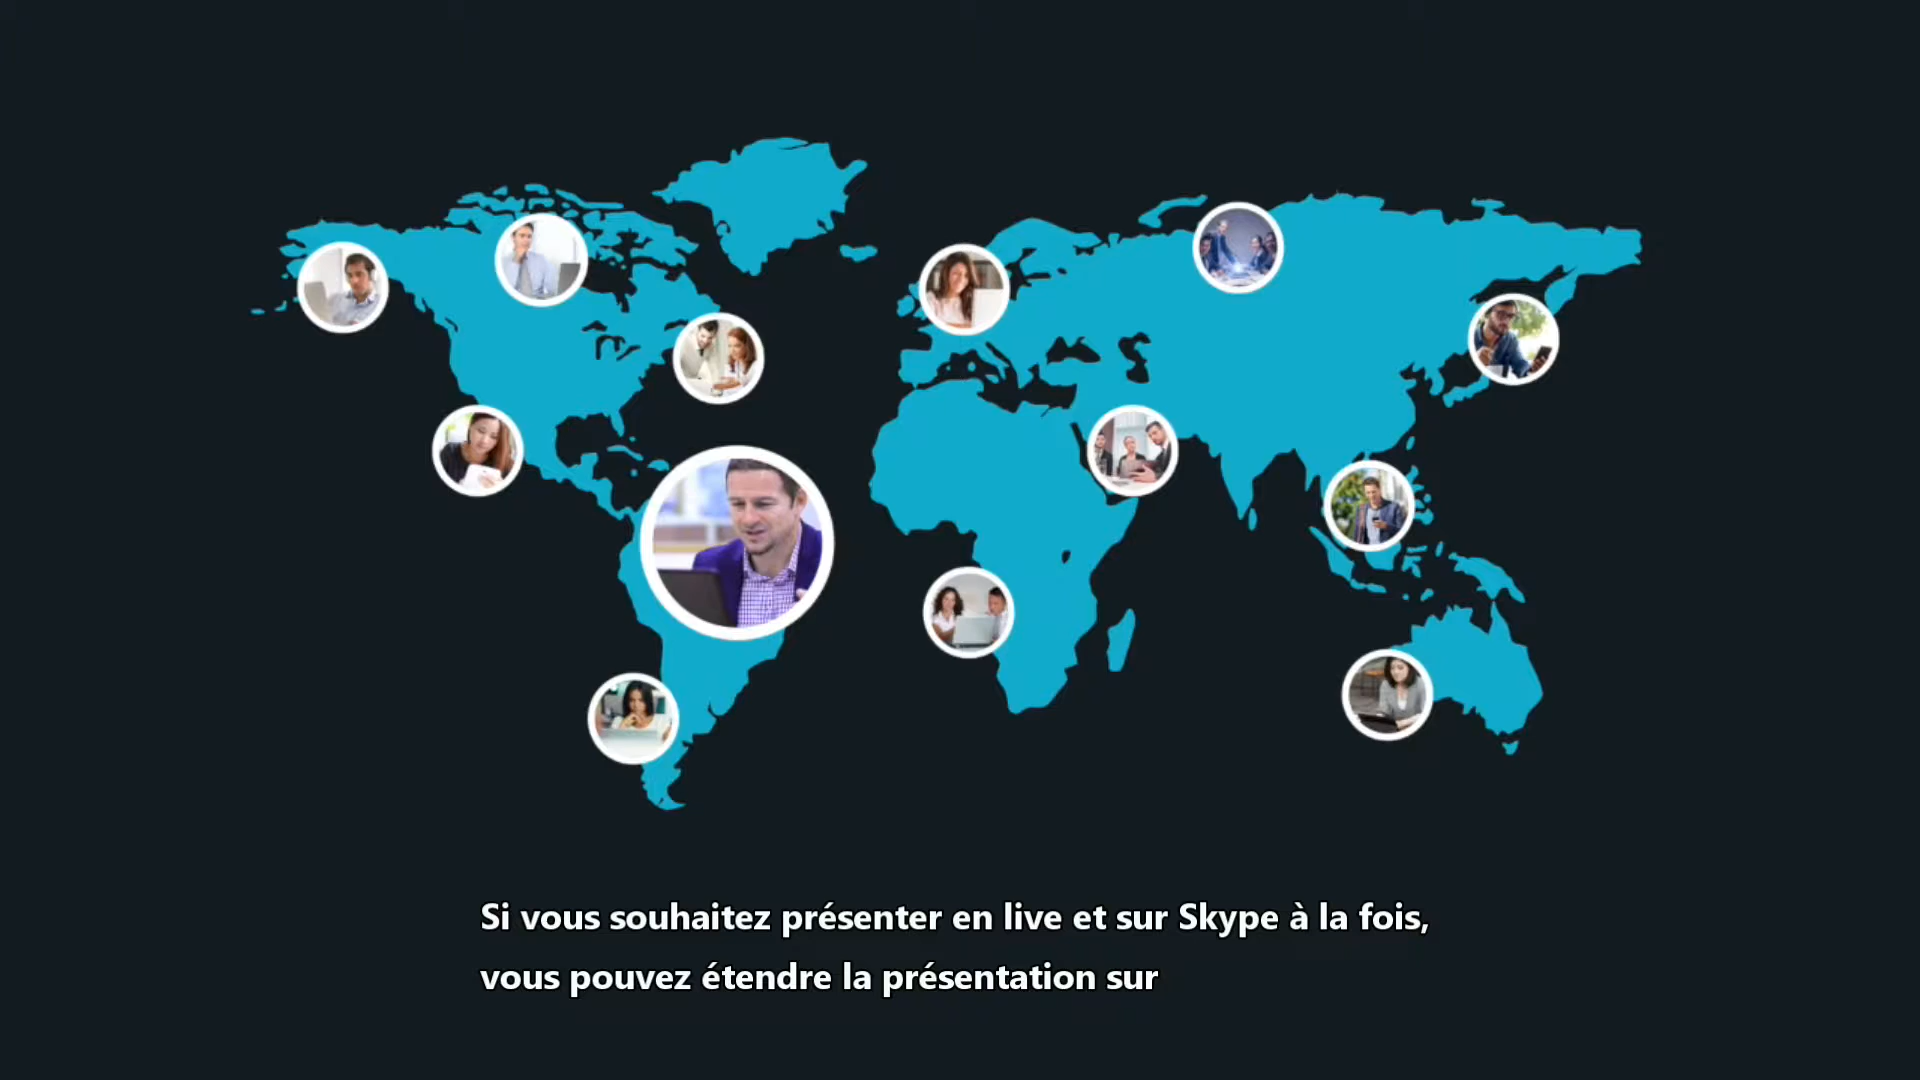 Si vous souhaitez présenter en live et sur Skype à la fois,
vous pouvez étendre la présentation sur